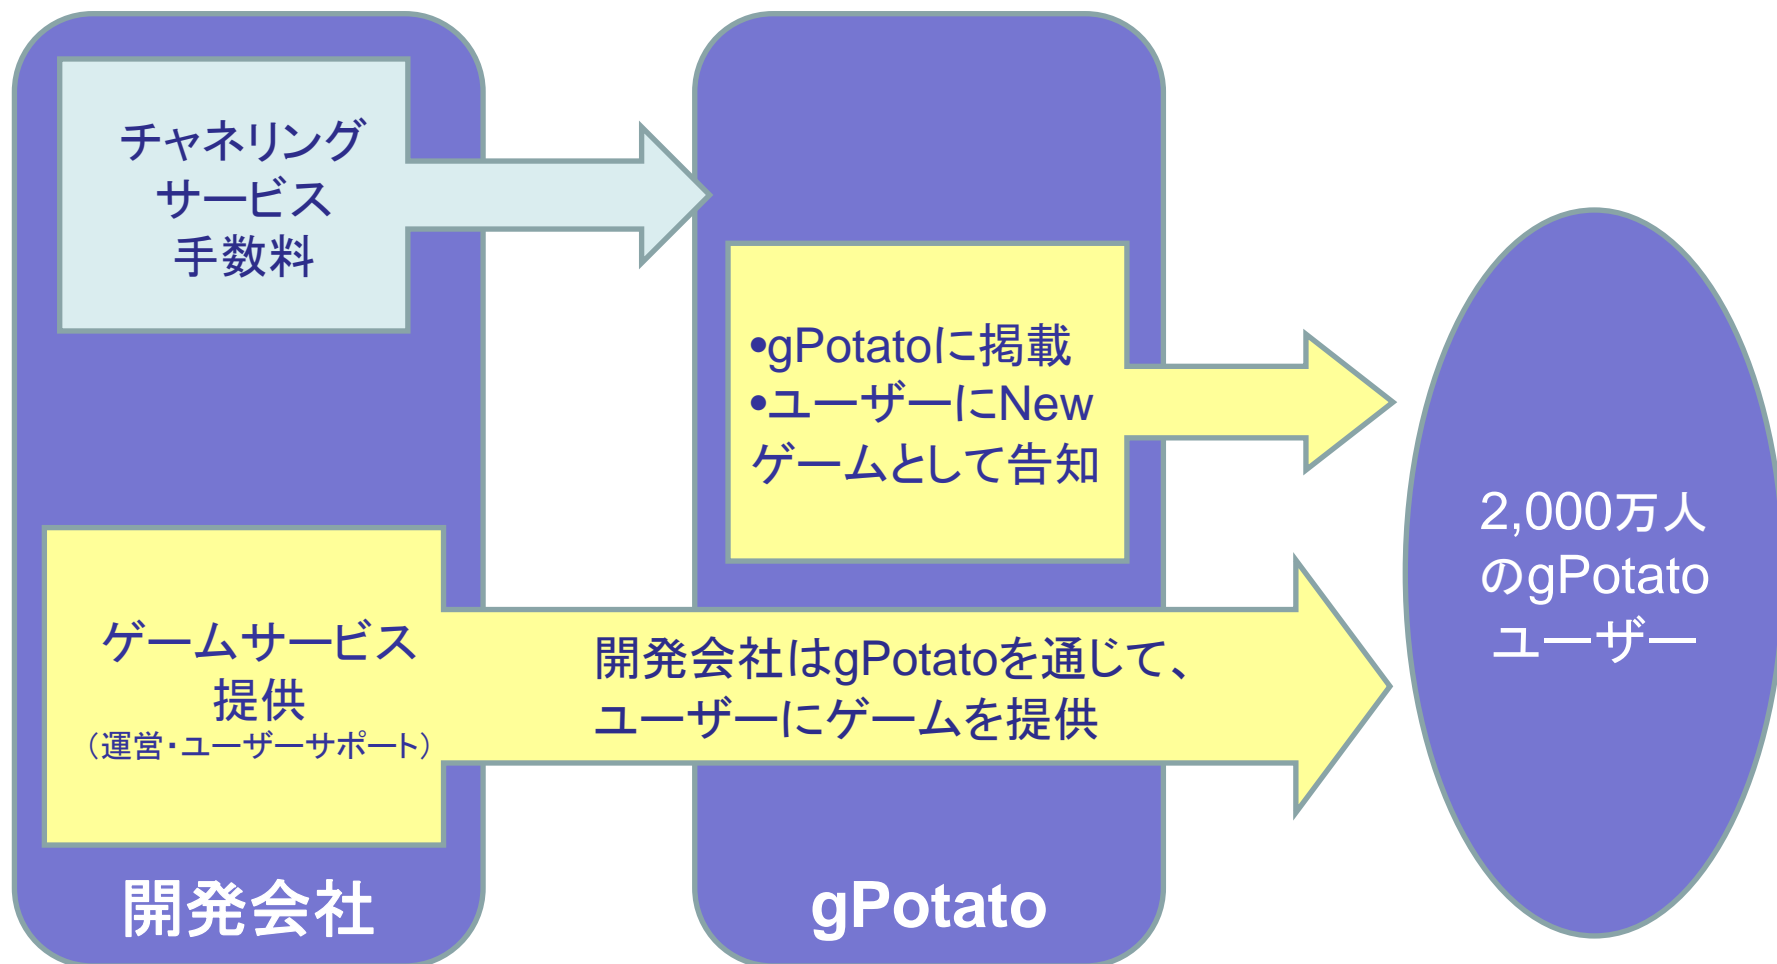 チャネリング
サービス
手数料
ゲームサービス
提供
（運営・ユーザーサポート）
開発会社
•gPotatoに掲載
•ユーザーにNew
ゲームとして告知
開発会社はgPotatoを通じて、
ユーザーにゲームを提供
gPotato
2,000万人
のgPotato
ユーザー